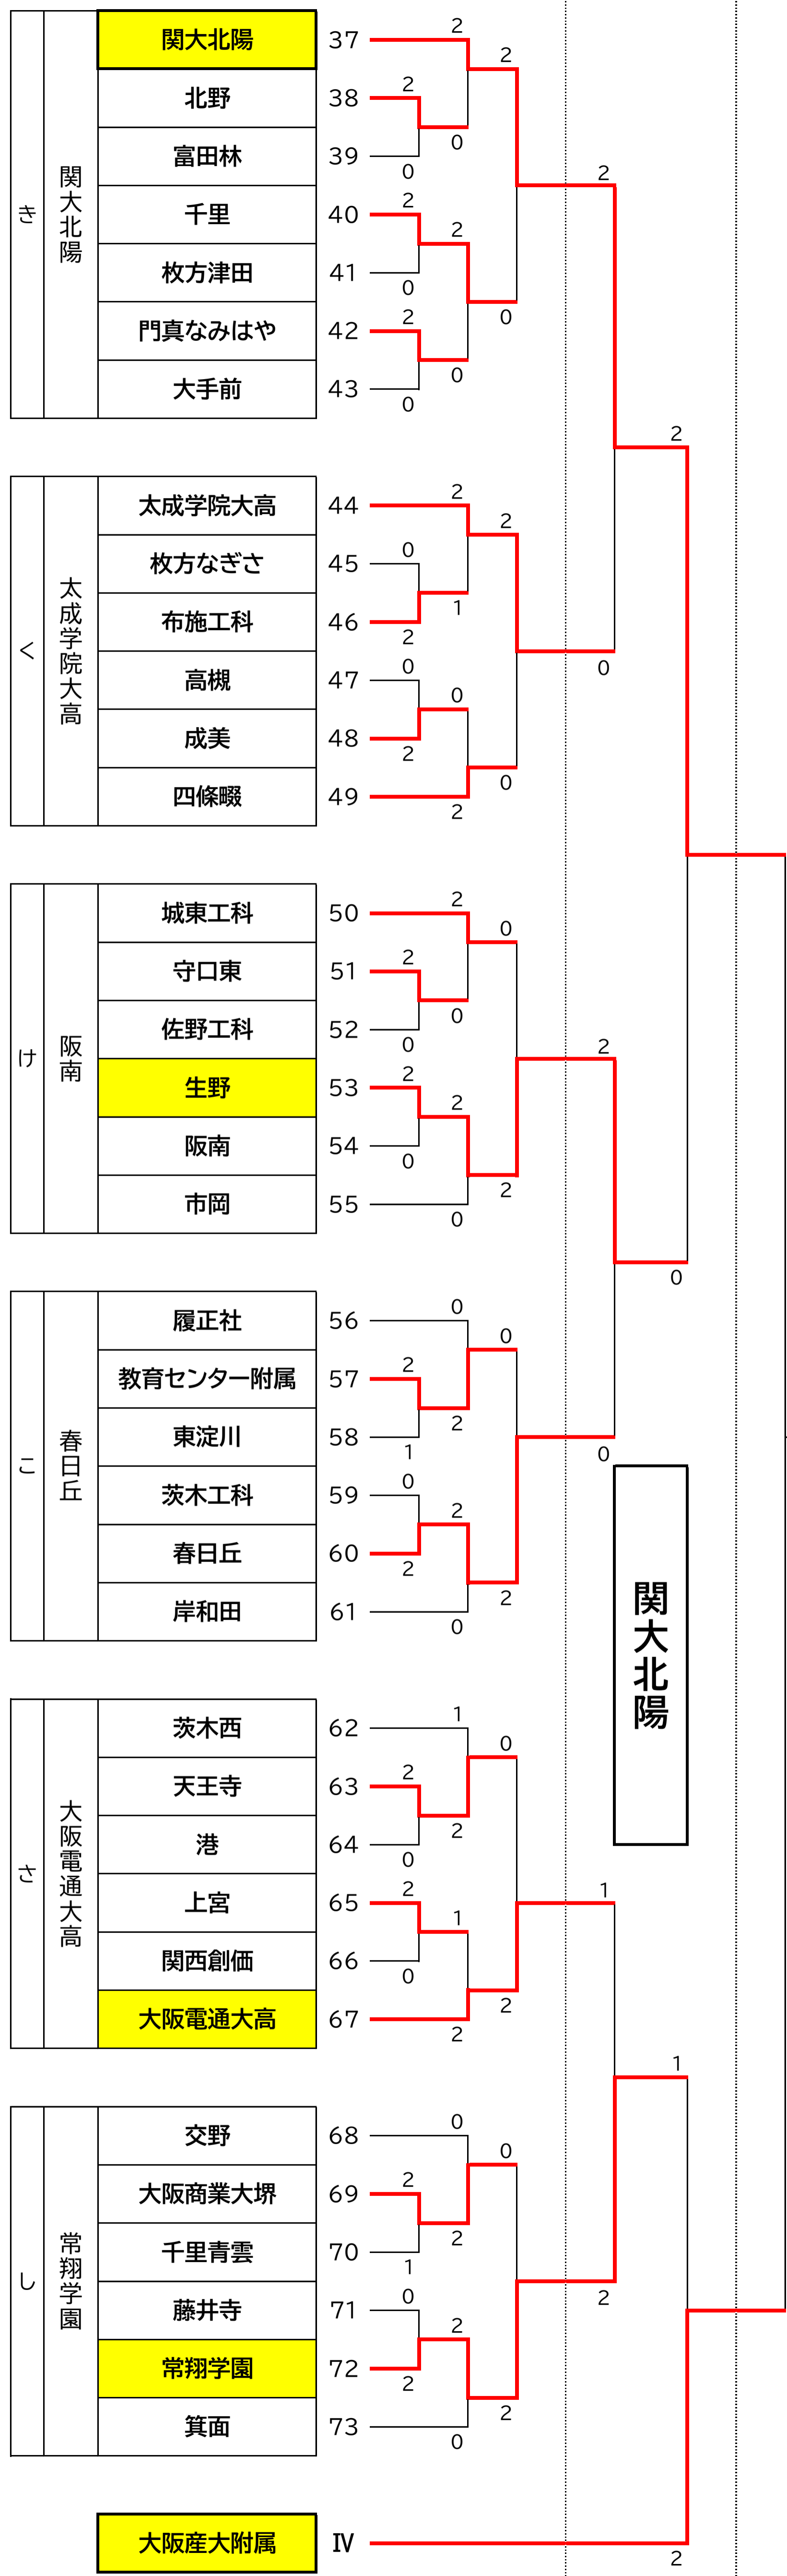 き
関大北陽
関大北陽 37
北野 38
富田林 39
千里 40
枚方津田 41
門真なみはや 42
大手前 43
2
2
2
0
0
2
2
0
2
0
0
0
2
2
く
太成学院大高
太成学院大高 44
枚方なぎさ 45
布施工科 46
高槻 47
成美 48
四條畷 49
2
2
0
1
2
0
0
0
2
0
2
け
阪南
城東工科 50
守口東 51
佐野工科 52
生野 53
阪南 54
市岡 55
2
0
2
0
0
2
2
2
0
2
0
0
こ
春日丘
履正社 56
教育センター附属 57
東淀川 58
茨木工科 59
春日丘 60
岸和田 61
0
0
2
2
1
0
0
2
2
2
0
関大北陽
さ
大阪電通大高
茨木西 62
天王寺 63
港 64
上宮 65
関西創価 66
大阪電通大高 67
1
0
2
2
0
2
1
1
0
2
2
1
し
常翔学園
交野 68
大阪商業大堺 69
千里青雲 70
藤井寺 71
常翔学園 72
箕面 73
0
0
2
2
1
0
2
2
2
2
0
大阪産大附属 Ⅳ
2